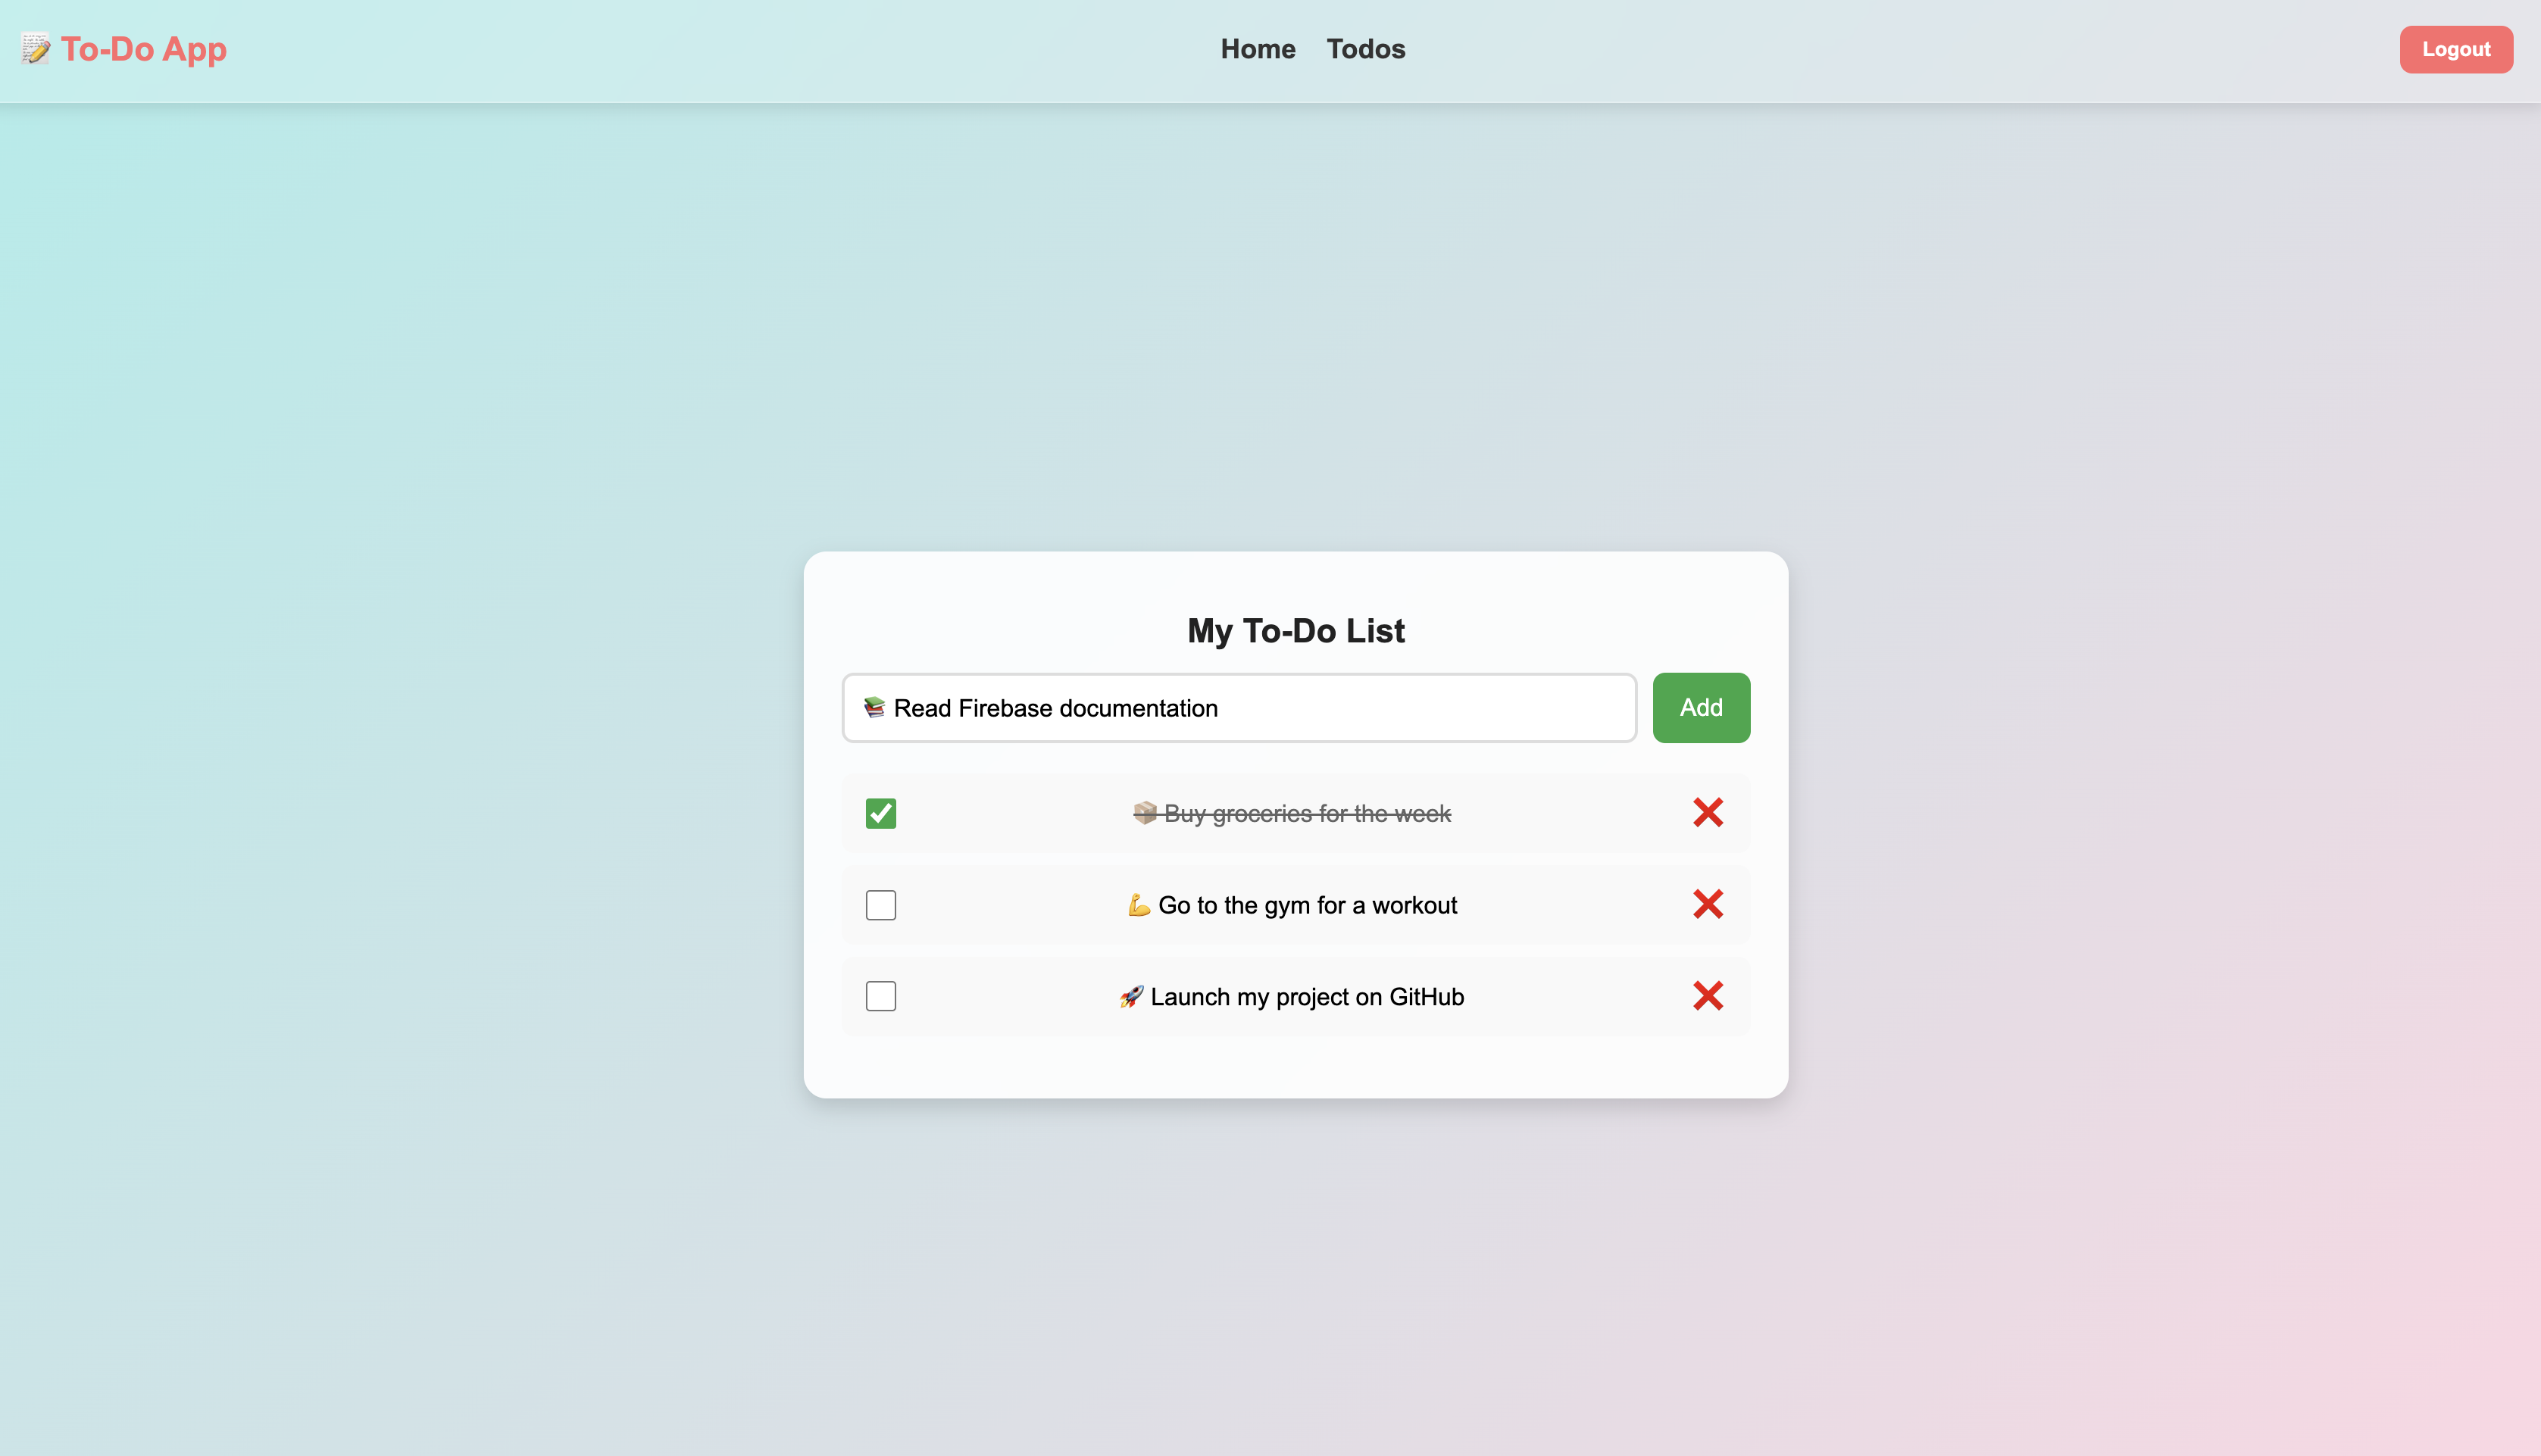 📝 To-Do App
Home Todos
Logout
My To-Do List
📚 Read Firebase documentation
Add
📦 Buy groceries for the week
💪 Go to the gym for a workout
🚀 Launch my project on GitHub